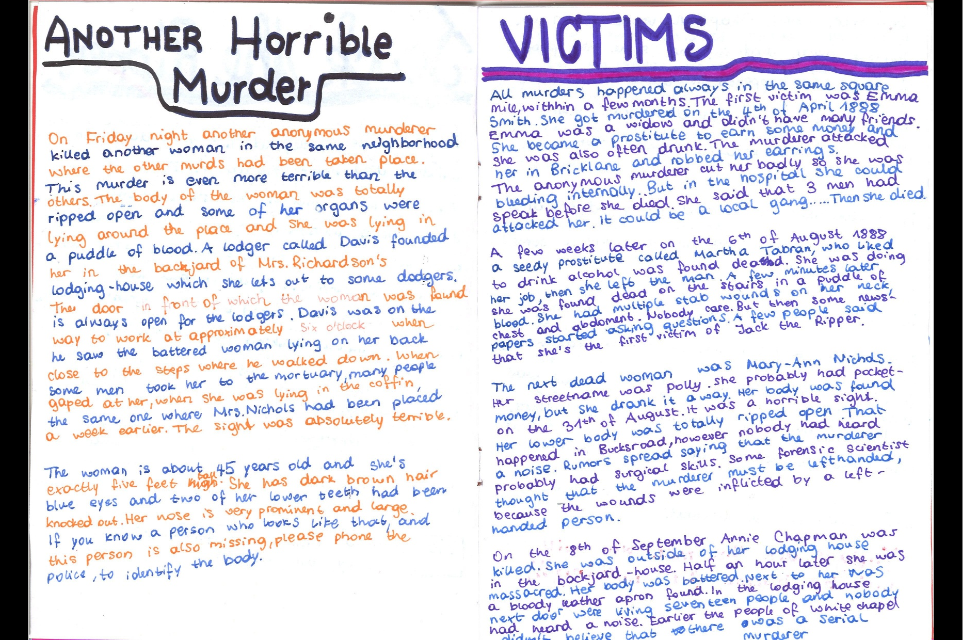 ANOTHER Horrible
Murder
On Friday night another anonymous murderer
killed another woman in the same neighborhood
where the other murds had been taken place.
This murder is even more terrible than the
others. The body of the woman was totally
ripped open and some of her organs were
lying around the place and she was lying in
a puddle of blood. A lodger called Davis founded
her in the backjard of Mrs. Richardson's
lodging-house which she lets out to some dodgers.
The door in front of which the woman was found
is always open for the lodgers. Davis was on the
way to work at approximately Six o'clock when
he saw the battered woman lying on her back
close to the steps where he walked down. When
some men took her to the mortuary, many people
gaped at her, when she was lying in the coffin,
the same one where Mrs. Nichols had been placed
a week earlier. The sight was absolutely terrible.
The woman is about 45 years old and she's
exactly five feet tall. She has dark brown hair
blue eyes and two of her lower teeth had been
knocked out. Her nose is very prominent and large.
If you know a person who looks like that, and
this person is also missing, please phone the
police, to identify the body.
VICTIMS
All murders happened always in the same square
mile, withhin a few months. The first victim was Emma
Smith. She got murdered on the 4th of April 1888
Emma was a widow and didn't have many friends.
She became a prostitute to earn some money and
she was also often drunk. The murderer attacked
her in Bricklane and robbed her earrings.
The anonymous murderer cut her badly so she was
bleeding internally. But in the hospital she could
speak before she died. She said that 3 men had
attacked her. It could be a local gang.....Then she died
A few weeks later on the 6th of August 1888
a seedy prostitute called Martha Tabran, who liked
to drink alcohol was found dead. She was doing
her job, then she left the man. A few minutes later
she was found dead on the stairs in a puddle of
blood. She had multiple stab wounds on her neck,
chest and abdoment. Nobody care. But then some news-
papers started asking questions. A few people said
that she's the first victim of Jack the Ripper.
The next dead woman was Mary-Ann Nichols.
Her streetname was Polly. She probably had pocket-
money, but she drank it away. Her body was found
on the 31th of August. It was a horrible sight.
Her lower body was totally ripped open That
happened in Bucksroad, however nobody had heard
a noise. Rumors spread saying that the murderer
probably had surgical skills. Some forensic scientist
thought that the murderer must be lefthanded,
because the wounds were inflicted by a left-
handed person.
On the 8th of September Annie Chapman was
killed. She was outside of her lodging house
in the backjard-house. Half an hour later she was
massacred. Her body was battered. Next to her was
a bloody leather apron found. In the lodging house
next door were living seventeen people and nobody
had heard a noise. Earlier the people of white chapel
didn't believe that there was a serial
murderer